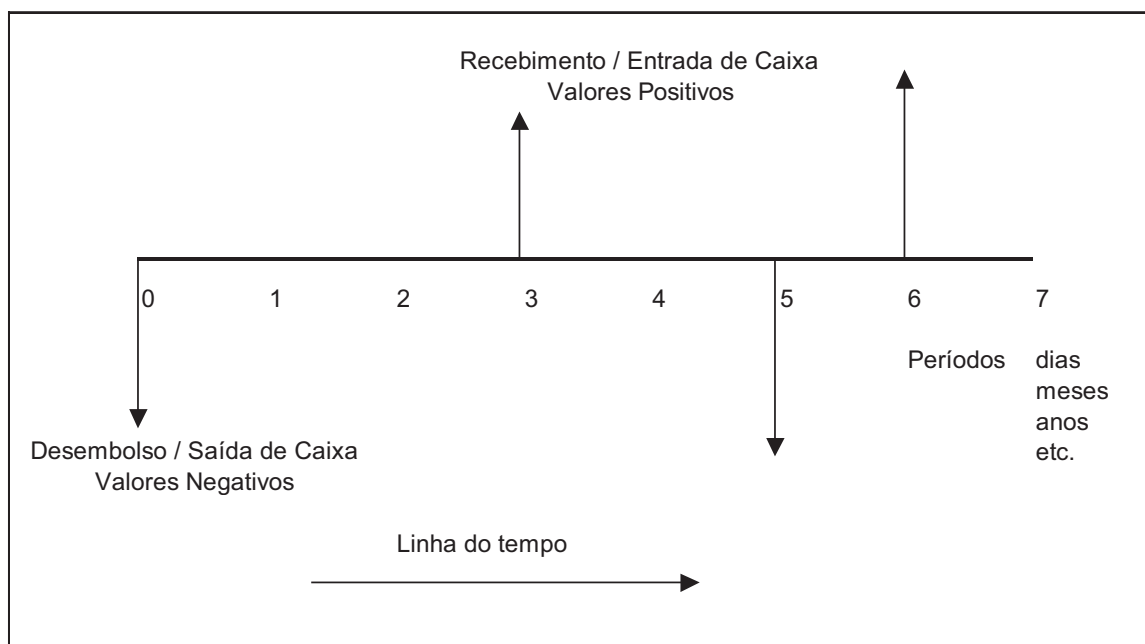 Recebimento / Entrada de Caixa
Valores Positivos
0 1 2 3 4 5 6 7
Períodos dias
meses
anos
etc.
Desembolso / Saída de Caixa
Valores Negativos
Linha do tempo